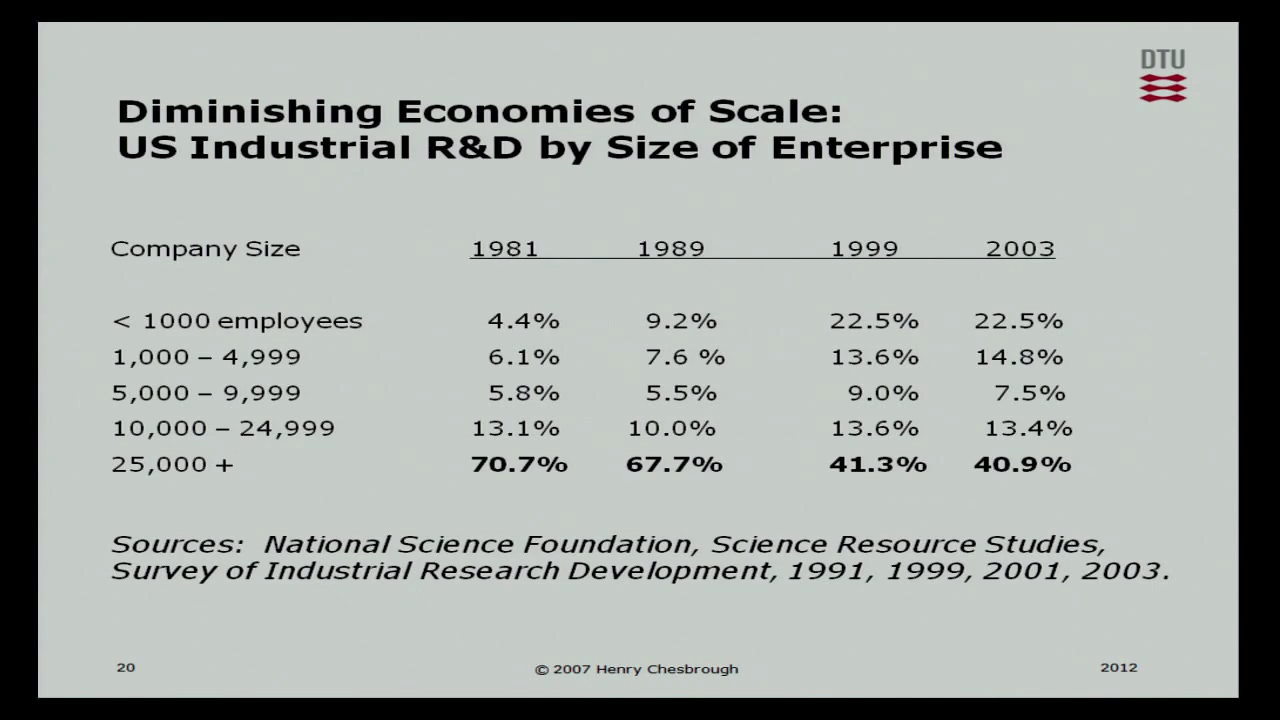 DTU
Diminishing Economies of Scale:
US Industrial R&D by Size of Enterprise
Company Size 1981 1989 1999 2003
< 1000 employees 4.4% 9.2% 22.5% 22.5%
1,000 – 4,999 6.1% 7.6 % 13.6% 14.8%
5,000 – 9,999 5.8% 5.5% 9.0% 7.5%
10,000 – 24,999 13.1% 10.0% 13.6% 13.4%
25,000 + 70.7% 67.7% 41.3% 40.9%
Sources: National Science Foundation, Science Resource Studies,
Survey of Industrial Research Development, 1991, 1999, 2001, 2003.
20 © 2007 Henry Chesbrough 2012